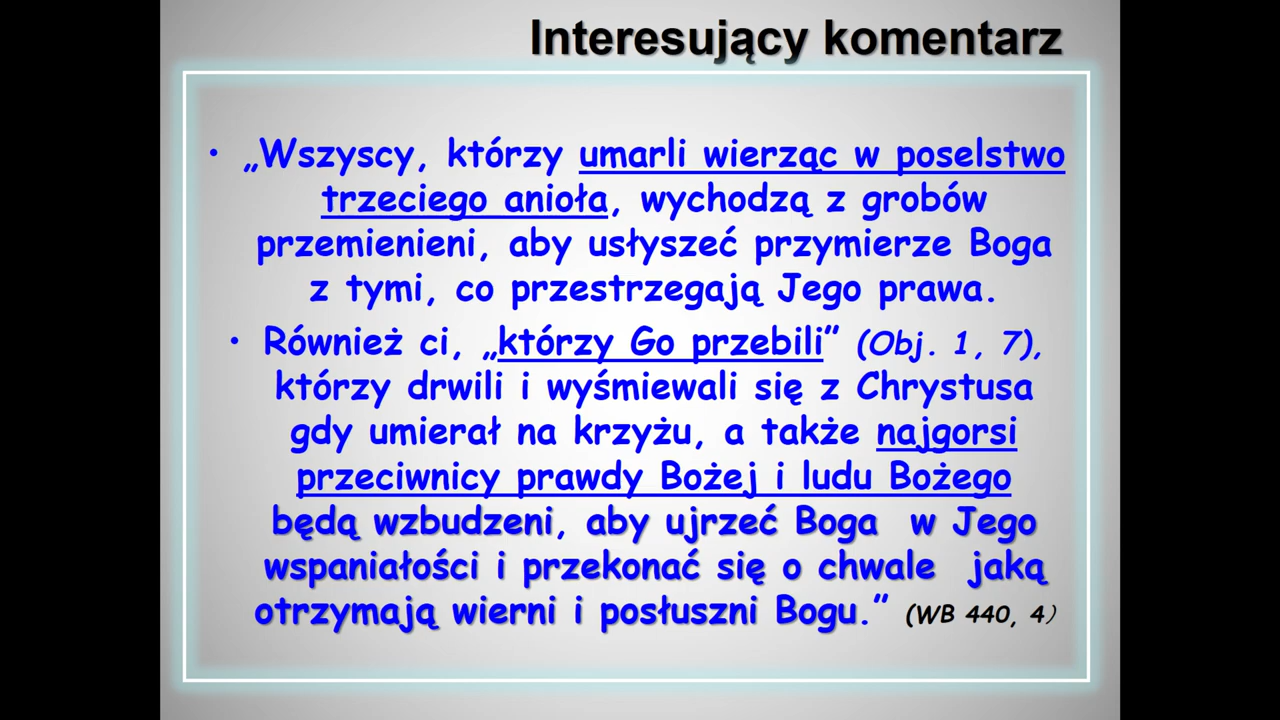 Interesujący komentarz
• „Wszyscy, którzy umarli wierząc w poselstwo
trzeciego anioła, wychodzą z grobów
przemienieni, aby usłyszeć przymierze Boga
z tymi, co przestrzegają Jego prawa.
• Również ci, „którzy Go przebili” (Obj. 1, 7),
którzy drwili i wyśmiewali się z Chrystusa
gdy umierał na krzyżu, a także najgorsi
przeciwnicy prawdy Bożej i ludu Bożego
będą wzbudzeni, aby ujrzeć Boga w Jego
wspaniałości i przekonać się o chwale jaką
otrzymają wierni i posłuszni Bogu.” (WB 440, 4)